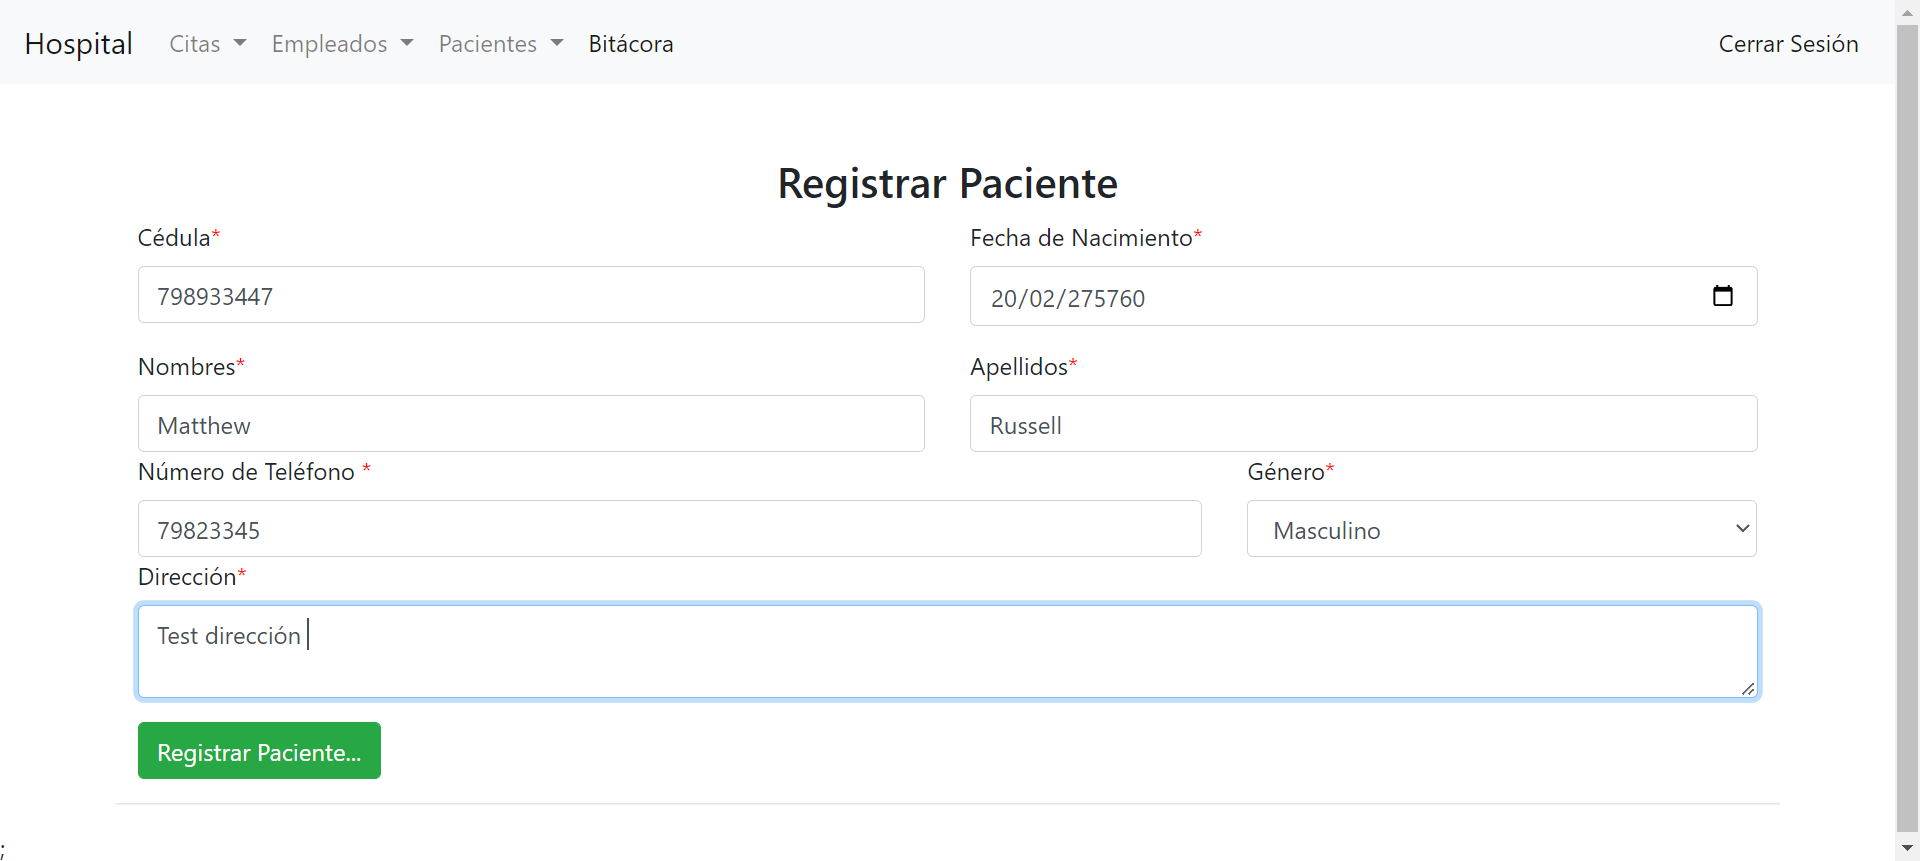 Hospital Citas Empleados Pacientes Bitácora Cerrar Sesión
Registrar Paciente
Cédula* Fecha de Nacimiento*
798933447 20/02/275760
Nombres* Apellidos*
Matthew Russell
Número de Teléfono * Género*
79823345 Masculino
Dirección*
Test dirección
Registrar Paciente...
;